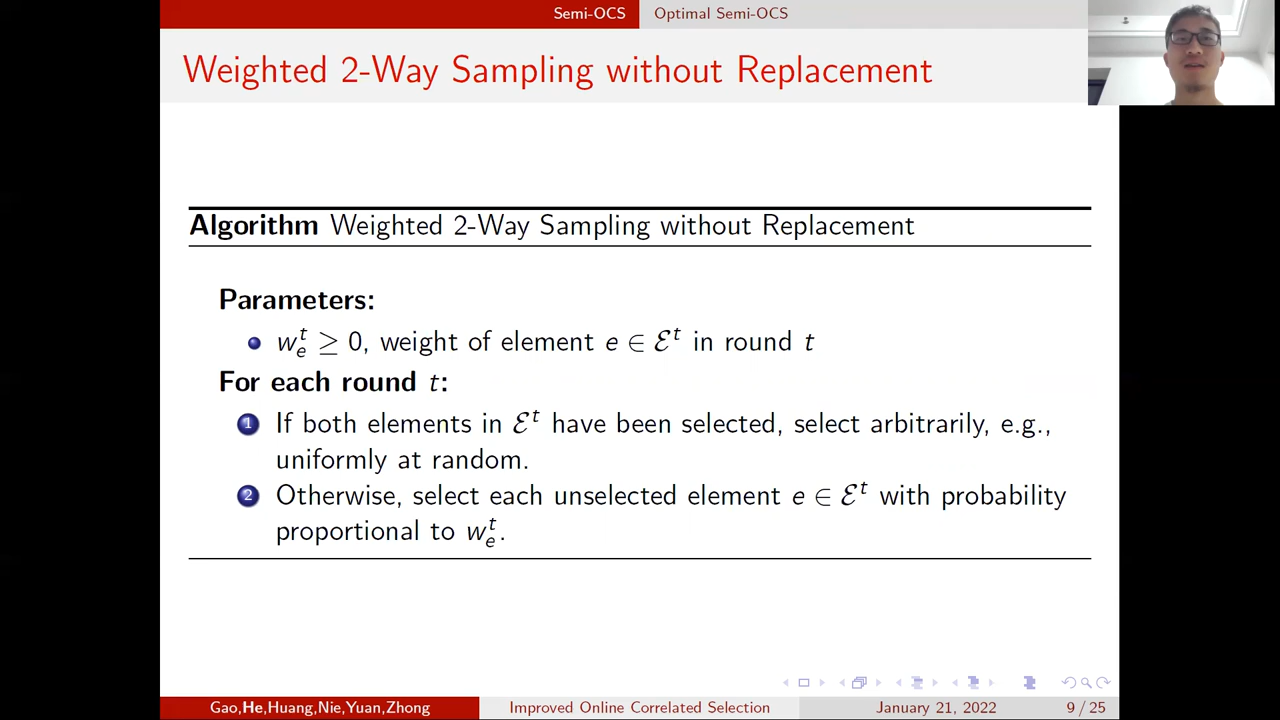 Semi-OCS Optimal Semi-OCS
Weighted 2-Way Sampling without Replacement
Algorithm Weighted 2-Way Sampling without Replacement
Parameters:
w_e^t ≥ 0, weight of element e ∈ ℰ^t in round t
For each round t:
1 If both elements in ℰ^t have been selected, select arbitrarily, e.g.,
uniformly at random.
2 Otherwise, select each unselected element e ∈ ℰ^t with probability
proportional to w_e^t.
Gao,He,Huang,Nie,Yuan,Zhong Improved Online Correlated Selection January 21, 2022 9 / 25